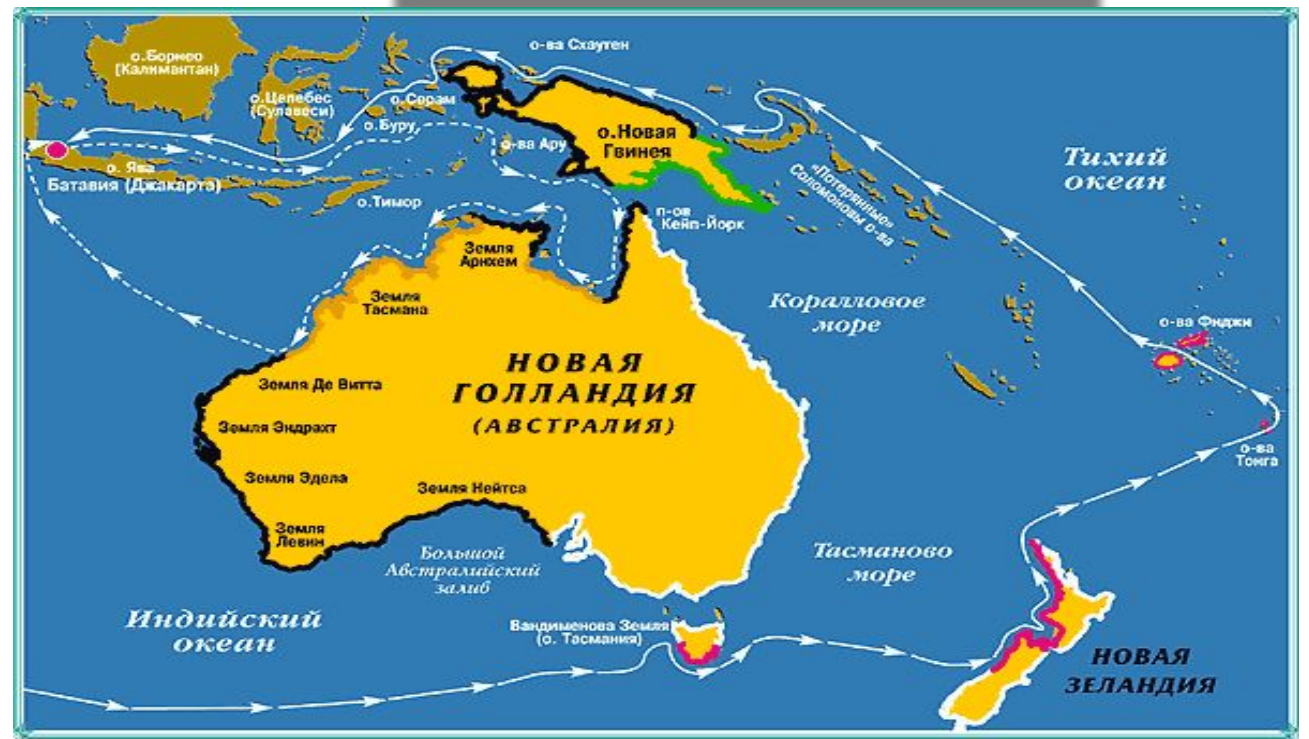 о-ва Схаутен
о.Борнео
(Калимантан)
о.Целебес
(Сулавеси)
о.Серам
о.Буру
о-ва Ару
о.Новая
Гвинея
Тихий
океан
о. Ява
Батавия (Джакарта)
о.Тимор
«Потерянные»
Соломоновы о-ва
п-ов
Кейп-Йорк
Земля
Арнхем
Земля
Тасмана
Коралловое
море
о-ва Фиджи
НОВАЯ
ГОЛЛАНДИЯ
(АВСТРАЛИЯ)
Земля Де Витта
Земля Эндрахт
о-ва
Тонга
Земля Эдела
Земля Нейтса
Земля
Левин
Большой
Австралийский
залив
Тасманово
море
Индийский
океан
Вандименова Земля
(о. Тасмания)
НОВАЯ
ЗЕЛАНДИЯ